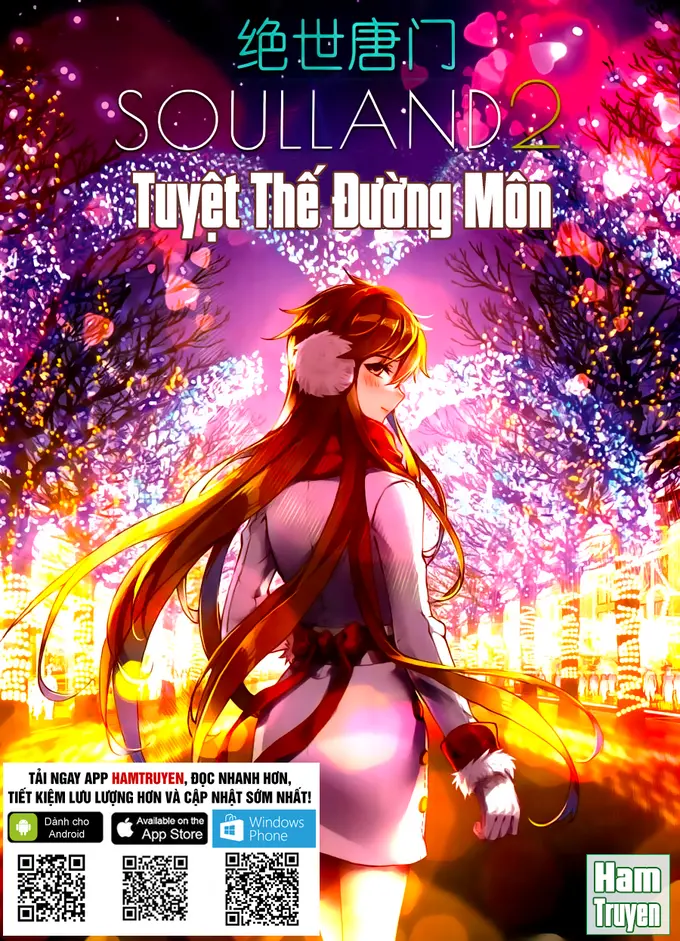 绝世唐门
SOULLAND2
Tuyệt Thế Đường Môn
TẢI NGAY APP HAMTRUYEN, ĐỌC NHANH HƠN,
TIẾT KIỆM LƯU LƯỢNG HƠN VÀ CẬP NHẬT SỚM NHẤT!
Dành cho
Android
Available on the
App Store
Windows
Phone
Ham
Truyen